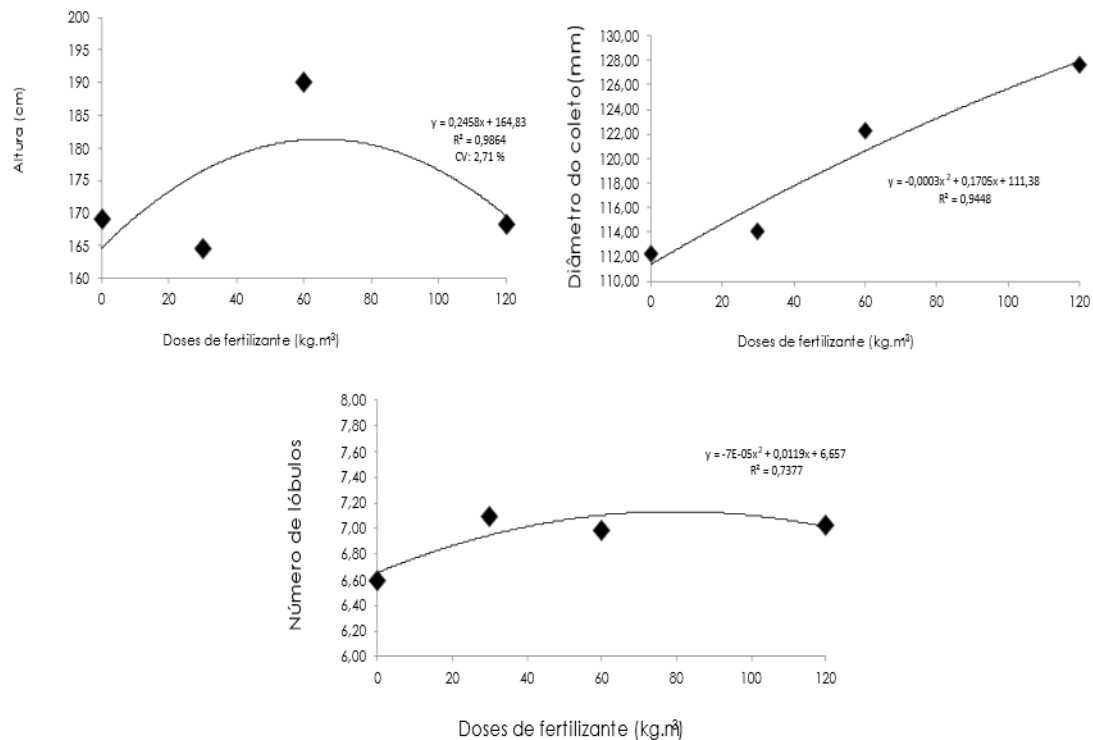 Altura (cm)
200
195
190
185
180
175
170
165
160
0 20 40 60 80 100 120
y = 0,2458x + 164,83
R² = 0,9864
CV: 2,71 %
Doses de fertilizante (kg.m³)
Diâmetro do coleto(mm)
130,00
128,00
126,00
124,00
122,00
120,00
118,00
116,00
114,00
112,00
110,00
0 20 40 60 80 100 120
y = -0,0003x² + 0,1705x + 111,38
R² = 0,9448
Doses de fertilizante (kg.m³)
Número de lóbulos
8,00
7,80
7,60
7,40
7,20
7,00
6,80
6,60
6,40
6,20
6,00
0 20 40 60 80 100 120
y = -7E-05x² + 0,0119x + 6,657
R² = 0,7377
Doses de fertilizante (kg.m³)